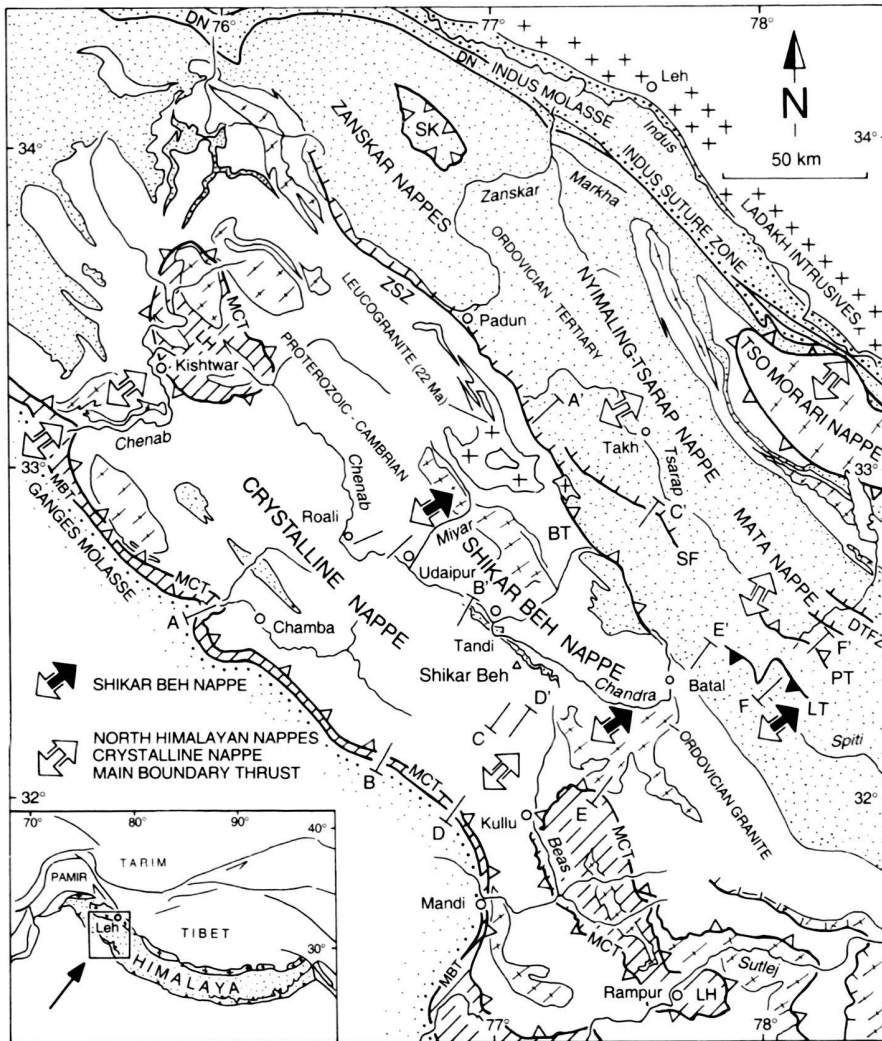 76°
77
78°
DN
DN
INDUS MOLASSE
Leh
N
50 km
34°
34°
Indus
ZANSKAR NAPPES
SK
Zanskar
Markha
INDUS SUTURE ZONE
LADAKH INTRUSIVES
ORDOVICIAN - TERTIARY
NYIMALING-TSARAP NAPPE
ZSZ
Padun
LEUCOGRANITE (22 Ma)
PROTEROZOIC - CAMBRIAN
MCT
LH
Kishtwar
TSO MORARI NAPPE
A'
Takh
Tsarap
Chenab
33°
33°
MBT
GANGES MOLASSE
Chenab
C'
CRYSTALLINE NAPPE
Roali
Miyar
Udaipur
SHIKAR BEH NAPPE
BT
SF
MATA NAPPE
MCT
A
Chamba
B'
Tandi
DTFZ
E'
F'
PT
Shikar Beh
Chandra
Batal
F
LT
SHIKAR BEH NAPPE
D'
C
Spiti
NORTH HIMALAYAN NAPPES
CRYSTALLINE NAPPE
MAIN BOUNDARY THRUST
ORDOVICIAN GRANITE
B
MCT
32°
32°
D
Kullu
E
MCT
Beas
70°
80°
90°
40°
TARIM
PAMIR
Leh
TIBET
30°
HIMALAYA
Mandi
MCT
MBT
Rampur
LH
Sutlej
77°
78°